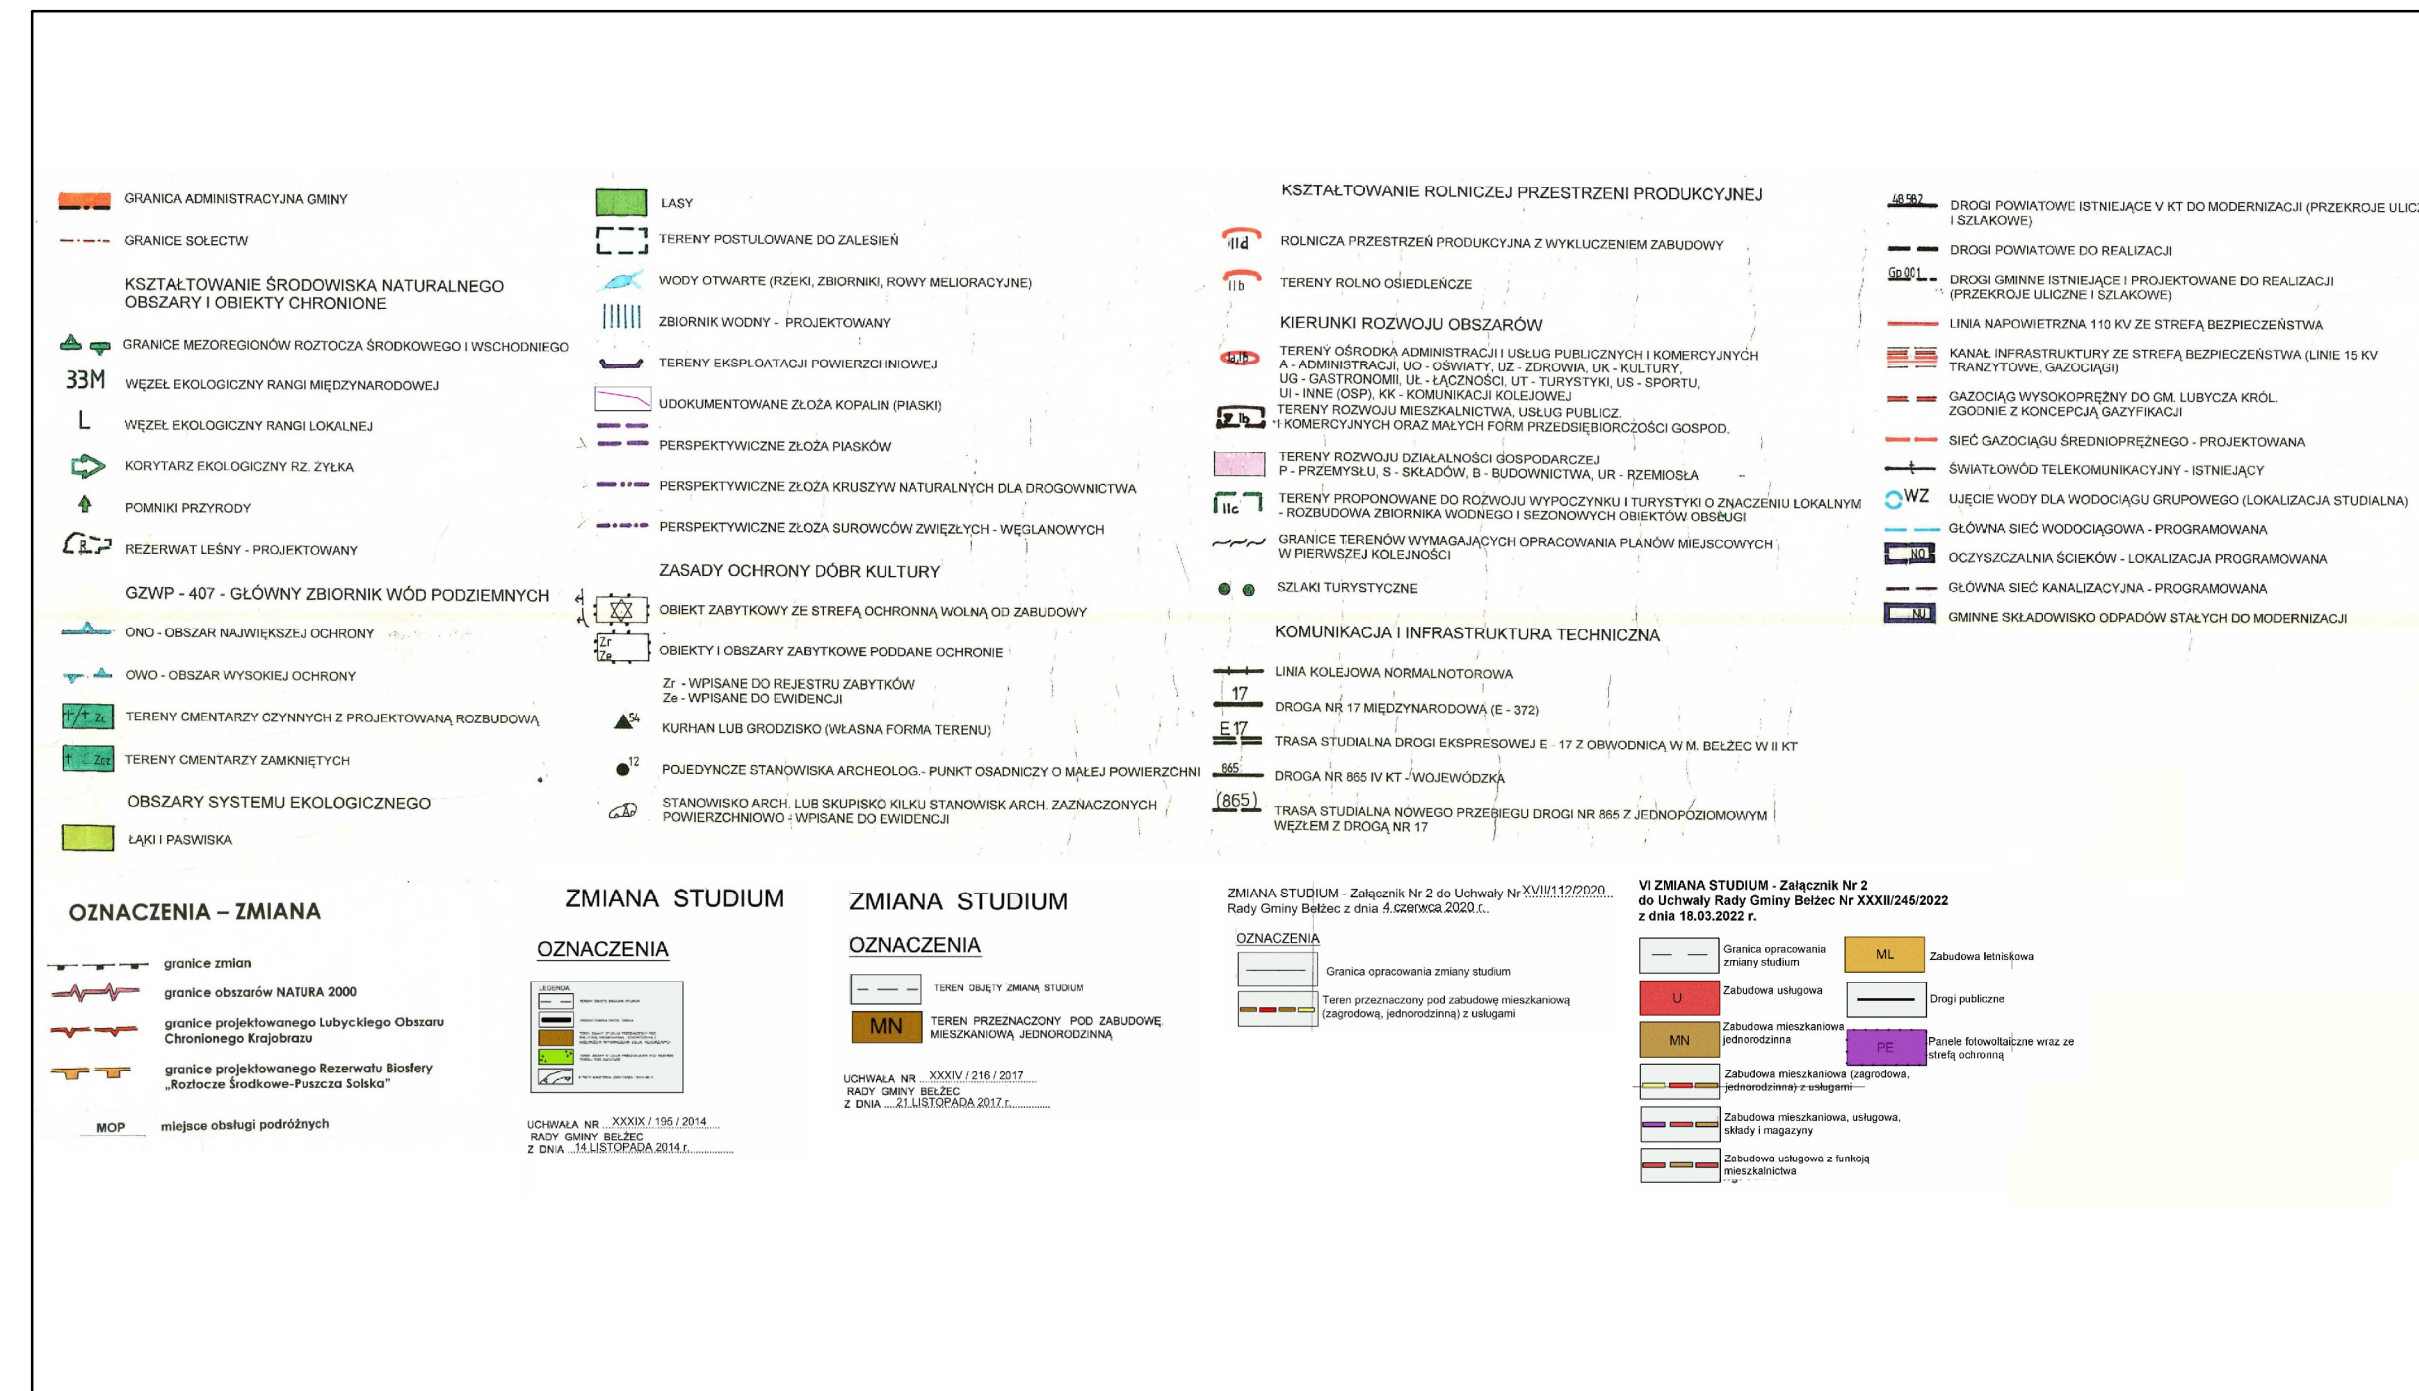 GRANICA ADMINISTRACYJNA GMINY
GRANICE SOŁECTW
KSZTAŁTOWANIE ŚRODOWISKA NATURALNEGO
OBSZARY I OBIEKTY CHRONIONE
GRANICE MEZOREGIONÓW ROZTOCZA ŚRODKOWEGO I WSCHODNIEGO
33M WĘZEŁ EKOLOGICZNY RANGI MIĘDZYNARODOWEJ
L WĘZEŁ EKOLOGICZNY RANGI LOKALNEJ
KORYTARZ EKOLOGICZNY RZ. ŻYŁKA
POMNIKI PRZYRODY
R REZERWAT LEŚNY - PROJEKTOWANY
GZWP - 407 - GŁÓWNY ZBIORNIK WÓD PODZIEMNYCH
ONO - OBSZAR NAJWIĘKSZEJ OCHRONY
OWO - OBSZAR WYSOKIEJ OCHRONY
TERENY CMENTARZY CZYNNYCH Z PROJEKTOWANĄ ROZBUDOWĄ
TERENY CMENTARZY ZAMKNIĘTYCH
OBSZARY SYSTEMU EKOLOGICZNEGO
ŁĄKI I PASWISKA
LASY
TERENY POSTULOWANE DO ZALESIEŃ
WODY OTWARTE (RZEKI, ZBIORNIKI, ROWY MELIORACYJNE)
ZBIORNIK WODNY - PROJEKTOWANY
TERENY EKSPLOATACJI POWIERZCHNIOWEJ
UDOKUMENTOWANE ZŁOŻA KOPALIN (PIASKI)
PERSPEKTYWICZNE ZŁOŻA PIASKÓW
PERSPEKTYWICZNE ZŁOŻA KRUSZYW NATURALNYCH DLA DROGOWNICTWA
PERSPEKTYWICZNE ZŁOŻA SUROWCÓW ZWIĘZŁYCH - WĘGLANOWYCH
ZASADY OCHRONY DÓBR KULTURY
OBIEKT ZABYTKOWY ZE STREFĄ OCHRONNĄ WOLNĄ OD ZABUDOWY
Zr
Ze OBIEKTY I OBSZARY ZABYTKOWE PODDANE OCHRONIE
Zr - WPISANE DO REJESTRU ZABYTKÓW
Ze - WPISANE DO EWIDENCJI
54 KURHAN LUB GRODZISKO (WŁASNA FORMA TERENU)
12 POJEDYNCZE STANOWISKA ARCHEOLOG.- PUNKT OSADNICZY O MAŁEJ POWIERZCHNI
STANOWISKO ARCH. LUB SKUPISKO KILKU STANOWISK ARCH. ZAZNACZONYCH
POWIERZCHNIOWO - WPISANE DO EWIDENCJI
KSZTAŁTOWANIE ROLNICZEJ PRZESTRZENI PRODUKCYJNEJ
IId ROLNICZA PRZESTRZEŃ PRODUKCYJNA Z WYKLUCZENIEM ZABUDOWY
IIb TERENY ROLNO OSIEDLEŃCZE
KIERUNKI ROZWOJU OBSZARÓW
Ia,Ib TERENY OŚRODKA ADMINISTRACJI I USŁUG PUBLICZNYCH I KOMERCYJNYCH
A - ADMINISTRACJI, UO - OŚWIATY, UZ - ZDROWIA, UK - KULTURY,
UG - GASTRONOMII, UŁ - ŁĄCZNOŚCI, UT - TURYSTYKI, US - SPORTU,
UI - INNE (OSP), KK - KOMUNIKACJI KOLEJOWEJ
TERENY ROZWOJU MIESZKALNICTWA, USŁUG PUBLICZ.
I KOMERCYJNYCH ORAZ MAŁYCH FORM PRZEDSIĘBIORCZOŚCI GOSPOD.
TERENY ROZWOJU DZIAŁALNOŚCI GOSPODARCZEJ
P - PRZEMYSŁU, S - SKŁADÓW, B - BUDOWNICTWA, UR - RZEMIOSŁA
IIc TERENY PROPONOWANE DO ROZWOJU WYPOCZYNKU I TURYSTYKI O ZNACZENIU LOKALNYM
- ROZBUDOWA ZBIORNIKA WODNEGO I SEZONOWYCH OBIEKTÓW OBSŁUGI
GRANICE TERENÓW WYMAGAJĄCYCH OPRACOWANIA PLANÓW MIEJSCOWYCH
W PIERWSZEJ KOLEJNOŚCI
SZLAKI TURYSTYCZNE
KOMUNIKACJA I INFRASTRUKTURA TECHNICZNA
LINIA KOLEJOWA NORMALNOTOROWA
17 DROGA NR 17 MIĘDZYNARODOWA (E - 372)
E 17 TRASA STUDIALNA DROGI EKSPRESOWEJ E - 17 Z OBWODNICĄ W M. BEŁŻEC W II KT
865 DROGA NR 865 IV KT - WOJEWÓDZKA
(865) TRASA STUDIALNA NOWEGO PRZEBIEGU DROGI NR 865 Z JEDNOPOZIOMOWYM
WĘZŁEM Z DROGĄ NR 17
48 582 DROGI POWIATOWE ISTNIEJĄCE V KT DO MODERNIZACJI (PRZEKROJE ULICZ
I SZLAKOWE)
DROGI POWIATOWE DO REALIZACJI
Gp 001 DROGI GMINNE ISTNIEJĄCE I PROJEKTOWANE DO REALIZACJI
(PRZEKROJE ULICZNE I SZLAKOWE)
LINIA NAPOWIETRZNA 110 KV ZE STREFĄ BEZPIECZEŃSTWA
KANAŁ INFRASTRUKTURY ZE STREFĄ BEZPIECZEŃSTWA (LINIE 15 KV
TRANZYTOWE, GAZOCIĄGI)
GAZOCIĄG WYSOKOPRĘŻNY DO GM. LUBYCZA KRÓL.
ZGODNIE Z KONCEPCJĄ GAZYFIKACJI
SIEĆ GAZOCIĄGU ŚREDNIOPRĘŻNEGO - PROJEKTOWANA
ŚWIATŁOWÓD TELEKOMUNIKACYJNY - ISTNIEJĄCY
WZ UJĘCIE WODY DLA WODOCIĄGU GRUPOWEGO (LOKALIZACJA STUDIALNA)
GŁÓWNA SIEĆ WODOCIĄGOWA - PROGRAMOWANA
NO OCZYSZCZALNIA ŚCIEKÓW - LOKALIZACJA PROGRAMOWANA
GŁÓWNA SIEĆ KANALIZACYJNA - PROGRAMOWANA
NU GMINNE SKŁADOWISKO ODPADÓW STAŁYCH DO MODERNIZACJI
OZNACZENIA – ZMIANA
granice zmian
granice obszarów NATURA 2000
granice projektowanego Lubyckiego Obszaru
Chronionego Krajobrazu
granice projektowanego Rezerwatu Biosfery
„Roztocze Środkowe-Puszcza Solska”
MOP miejsce obsługi podróżnych
ZMIANA STUDIUM
OZNACZENIA
LEGENDA
UCHWAŁA NR XXXIX / 195 / 2014
RADY GMINY BEŁŻEC
Z DNIA 14 LISTOPADA 2014 r.
ZMIANA STUDIUM
OZNACZENIA
TEREN OBJĘTY ZMIANĄ STUDIUM
MN TEREN PRZEZNACZONY POD ZABUDOWĘ
MIESZKANIOWĄ JEDNORODZINNĄ
UCHWAŁA NR XXXIV / 216 / 2017
RADY GMINY BEŁŻEC
Z DNIA 21 LISTOPADA 2017 r.
ZMIANA STUDIUM - Załącznik Nr 2 do Uchwały Nr XVII/112/2020
Rady Gminy Bełżec z dnia 4 czerwca 2020 r.
OZNACZENIA
Granica opracowania zmiany studium
Teren przeznaczony pod zabudowę mieszkaniową
(zagrodową, jednorodzinną) z usługami
VI ZMIANA STUDIUM - Załącznik Nr 2
do Uchwały Rady Gminy Bełżec Nr XXXII/245/2022
z dnia 18.03.2022 r.
Granica opracowania
zmiany studium
U Zabudowa usługowa
MN Zabudowa mieszkaniowa
jednorodzinna
Zabudowa mieszkaniowa (zagrodowa,
jednorodzinna) z usługami
Zabudowa mieszkaniowa, usługowa,
składy i magazyny
Zabudowa usługowa z funkcją
mieszkalnictwa
ML Zabudowa letniskowa
Drogi publiczne
PE Panele fotowoltaiczne wraz ze
strefą ochronną